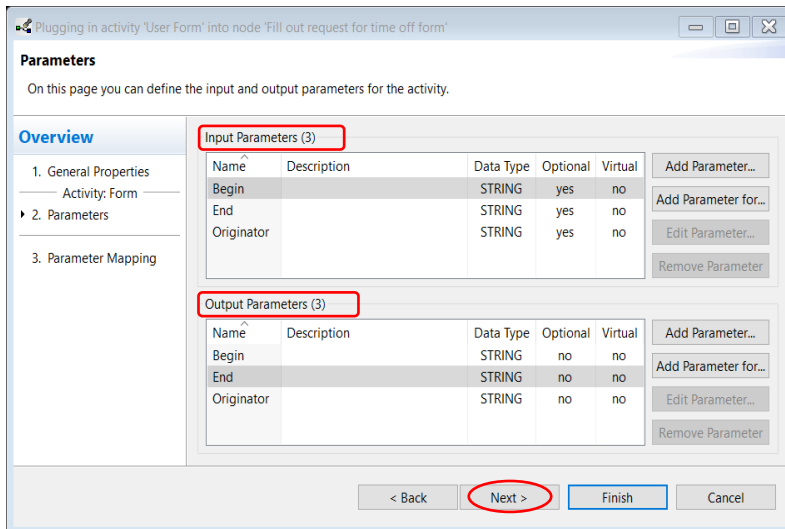 Plugging in activity 'User Form' into node 'Fill out request for time off form'
Parameters
On this page you can define the input and output parameters for the activity.
Overview
1. General Properties
Activity: Form
2. Parameters
3. Parameter Mapping
Input Parameters (3)
Name Description Data Type Optional Virtual
Begin STRING yes no
End STRING yes no
Originator STRING yes no
Add Parameter...
Add Parameter for...
Edit Parameter...
Remove Parameter
Output Parameters (3)
Name Description Data Type Optional Virtual
Begin STRING no no
End STRING no no
Originator STRING no no
Add Parameter...
Add Parameter for...
Edit Parameter...
Remove Parameter
< Back Next > Finish Cancel